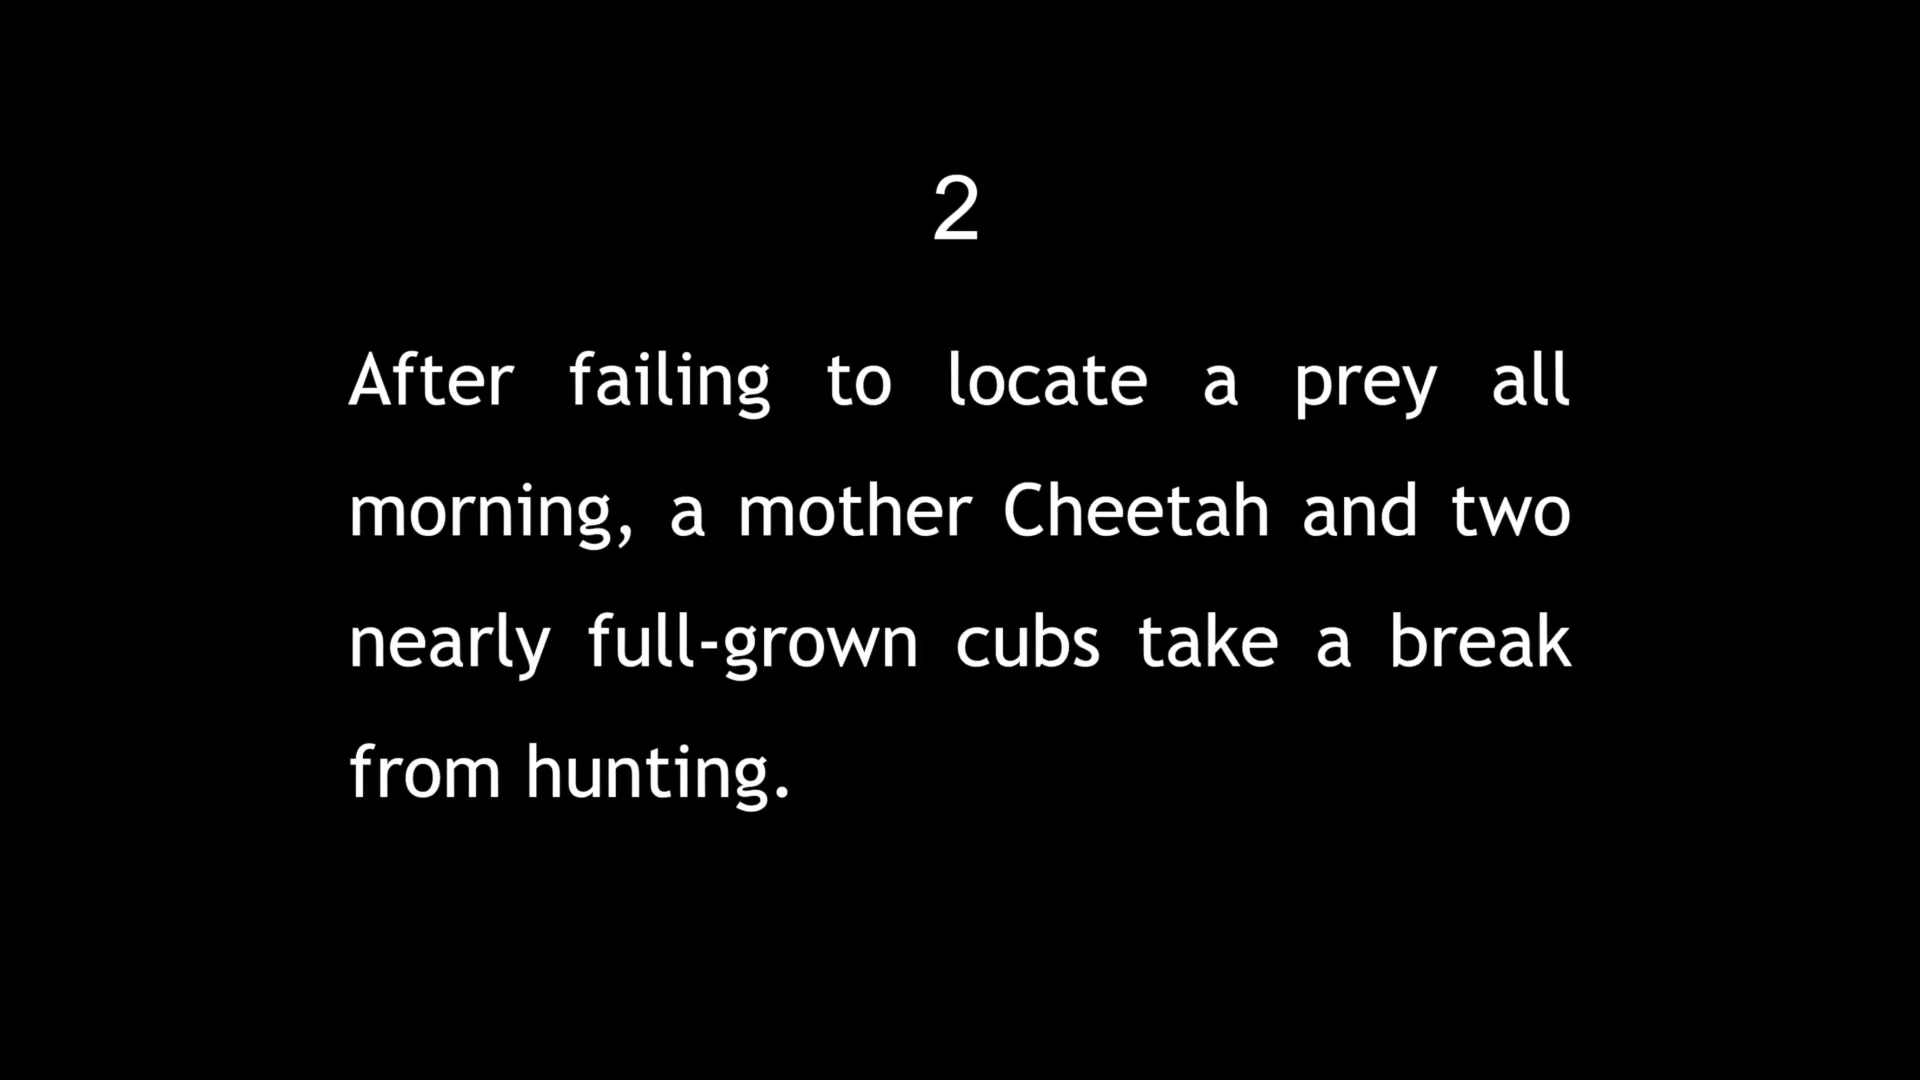 2
After failing to locate a prey all
morning, a mother Cheetah and two
nearly full-grown cubs take a break
from hunting.